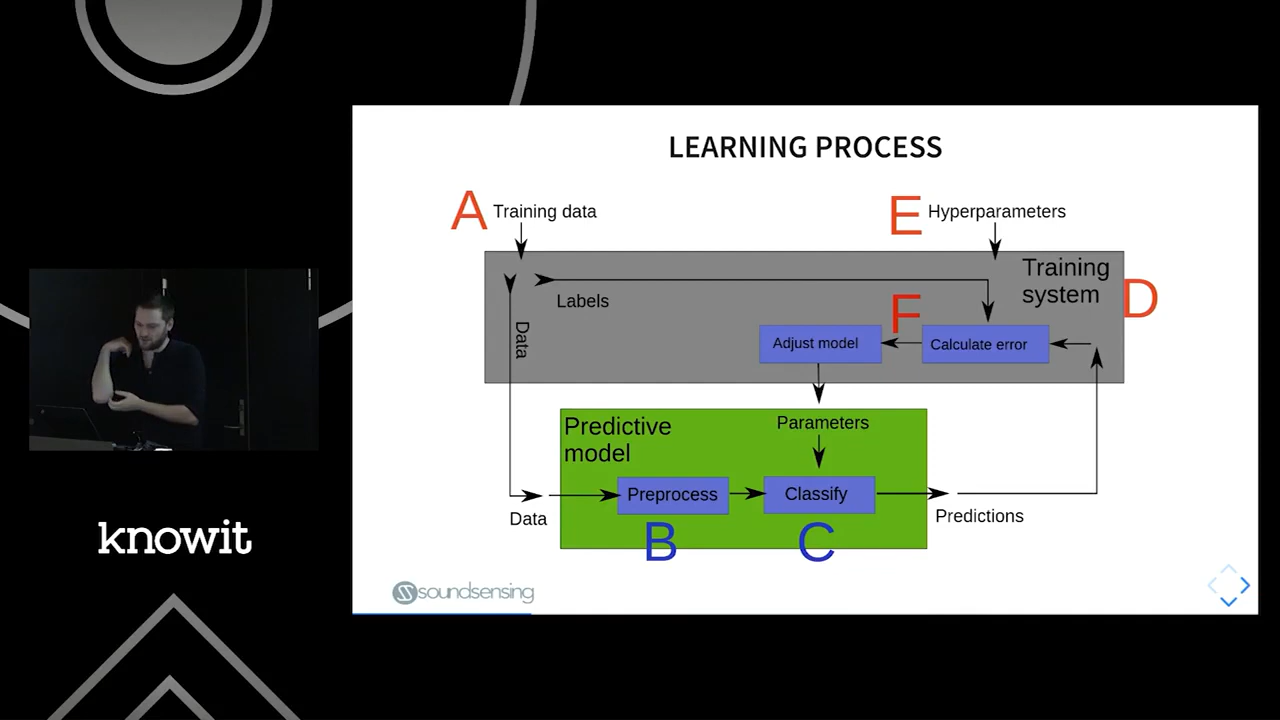 LEARNING PROCESS
A Training data
E Hyperparameters
Training
system
D
Labels
Data
F
Adjust model
Calculate error
Predictive
model
Parameters
Preprocess
Classify
B
C
Data
Predictions
knowit
soundsensing